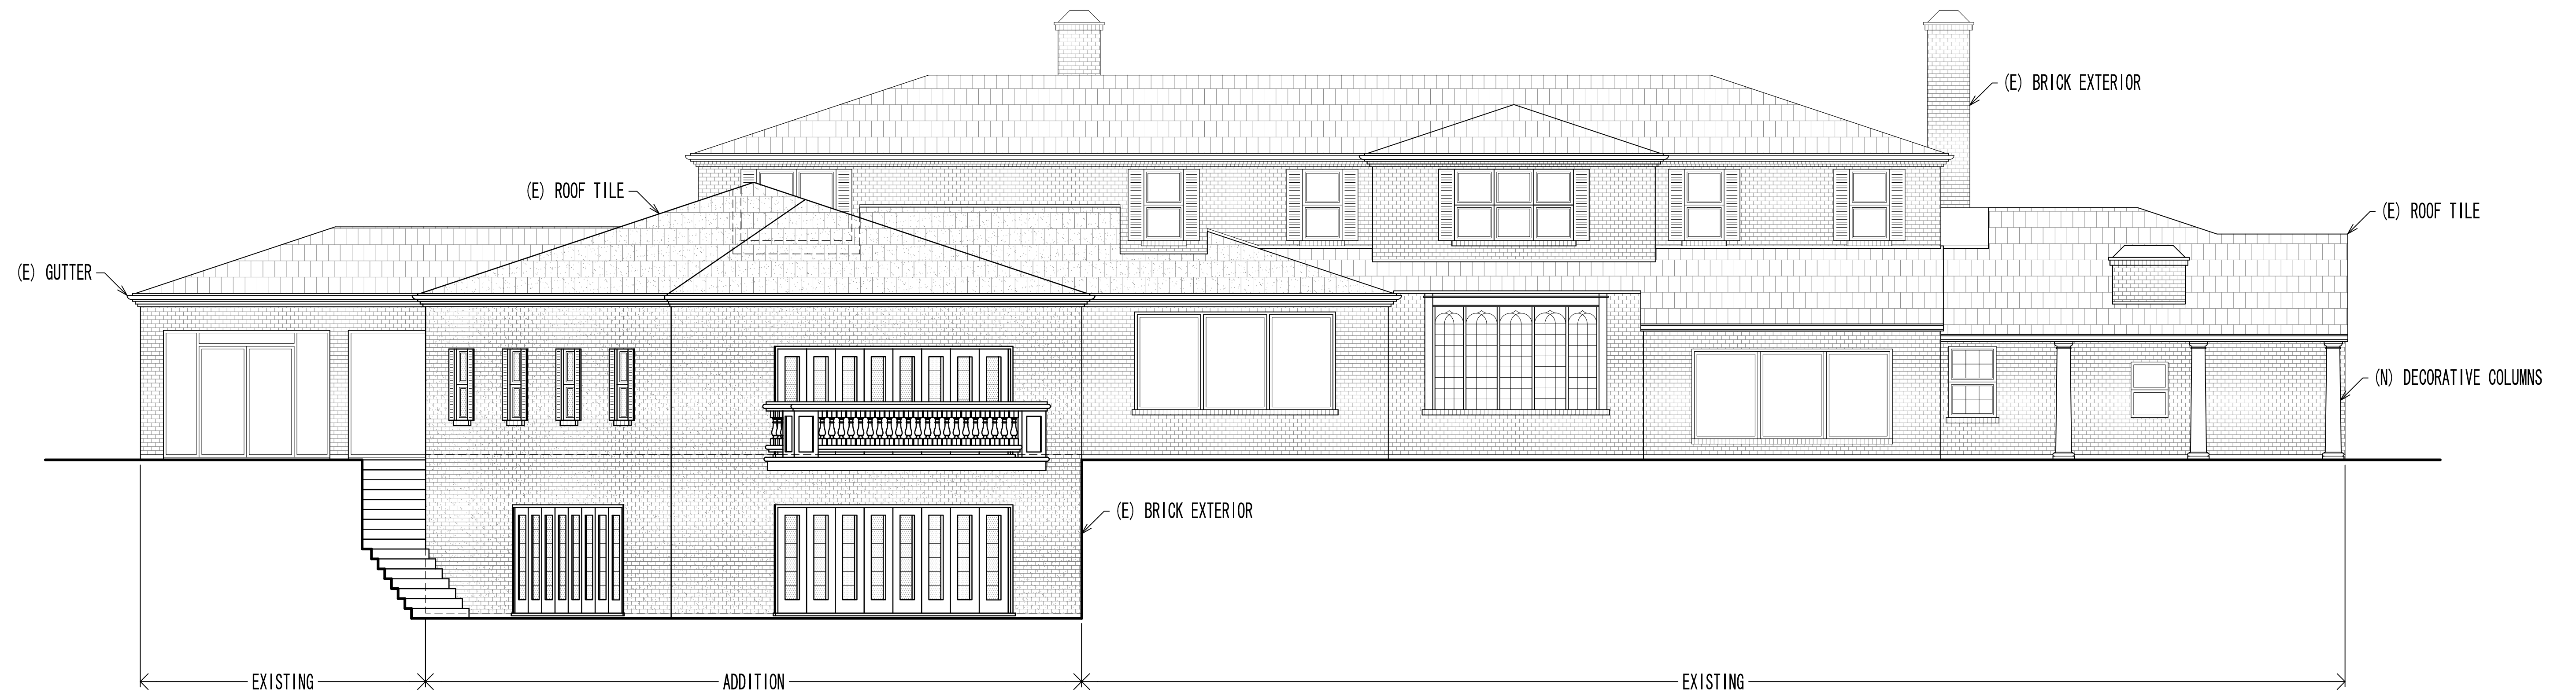 (E) BRICK EXTERIOR
(E) ROOF TILE
(E) ROOF TILE
(E) GUTTER
(N) DECORATIVE COLUMNS
(E) BRICK EXTERIOR
EXISTING
ADDITION
EXISTING